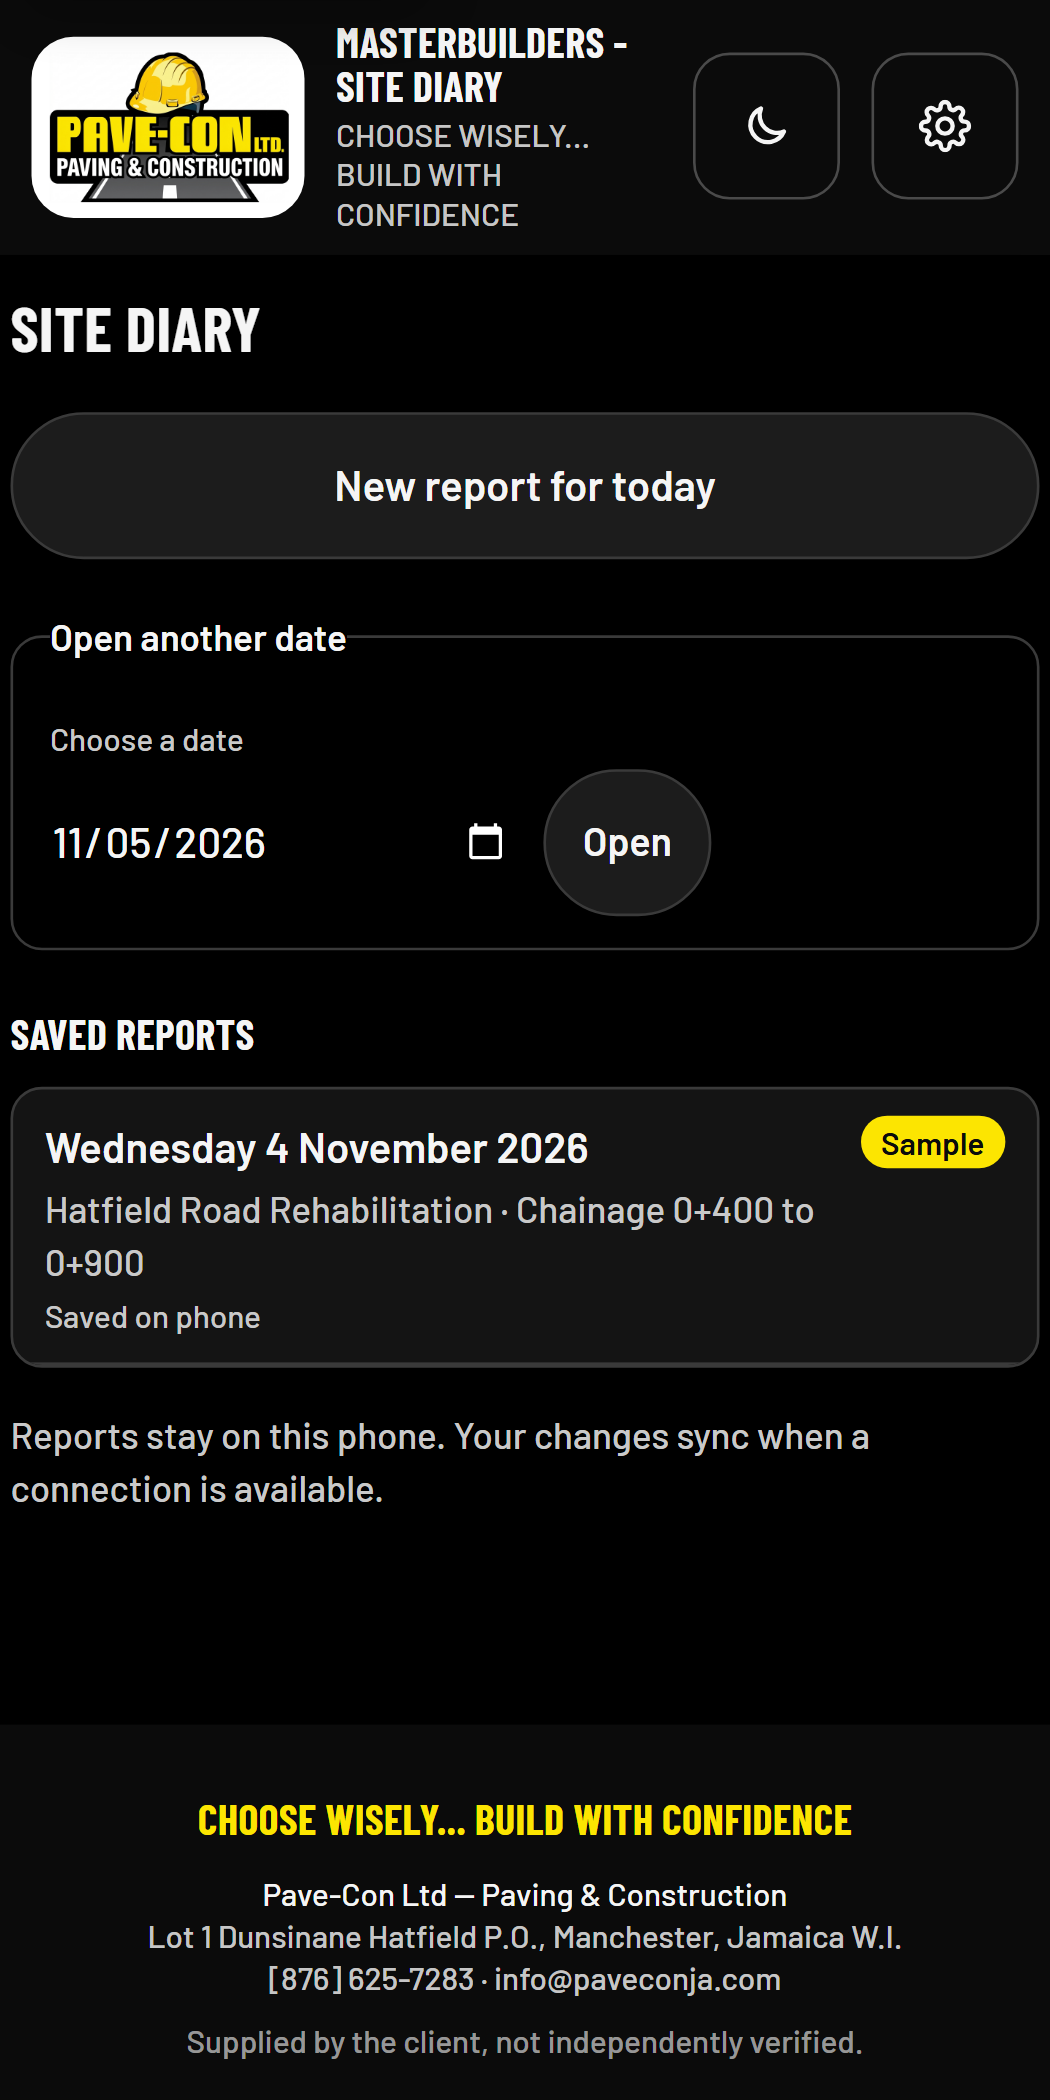 PAVE-CON LTD.
PAVING & CONSTRUCTION
MASTERBUILDERS -
SITE DIARY
CHOOSE WISELY...
BUILD WITH
CONFIDENCE
SITE DIARY
New report for today
Open another date
Choose a date
11/05/2026
Open
SAVED REPORTS
Wednesday 4 November 2026
Sample
Hatfield Road Rehabilitation · Chainage 0+400 to
0+900
Saved on phone
Reports stay on this phone. Your changes sync when a
connection is available.
CHOOSE WISELY... BUILD WITH CONFIDENCE
Pave-Con Ltd — Paving & Construction
Lot 1 Dunsinane Hatfield P.O., Manchester, Jamaica W.I.
[876] 625-7283 · info@paveconja.com
Supplied by the client, not independently verified.